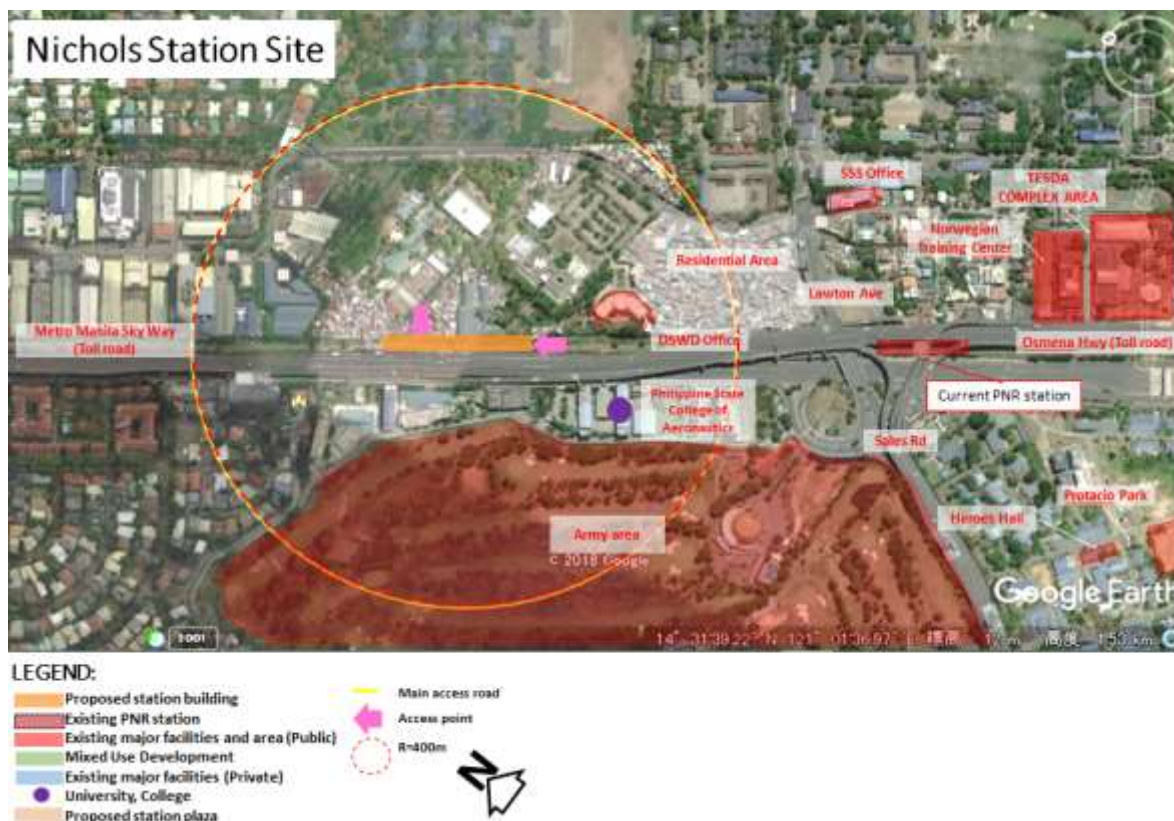 Nichols Station Site
SSS Office
TESDA
COMPLEX AREA
Norwegian
Training Center
Residential Area
Lawton Ave
Metro Manila Sky Way
(Toll road)
DSWD Office
Osmena Hwy (Toll road)
Current PNR station
Philippine State
College of
Aeronautics
Sales Rd
Protacio Park
Heroes Hall
Army area
© 2018 Google
Google Earth
2001
LEGEND:
Proposed station building
Existing PNR station
Existing major facilities and area (Public)
Mixed Use Development
Existing major facilities (Private)
University, College
Proposed station plaza
Main access road
Access point
R=400m
N